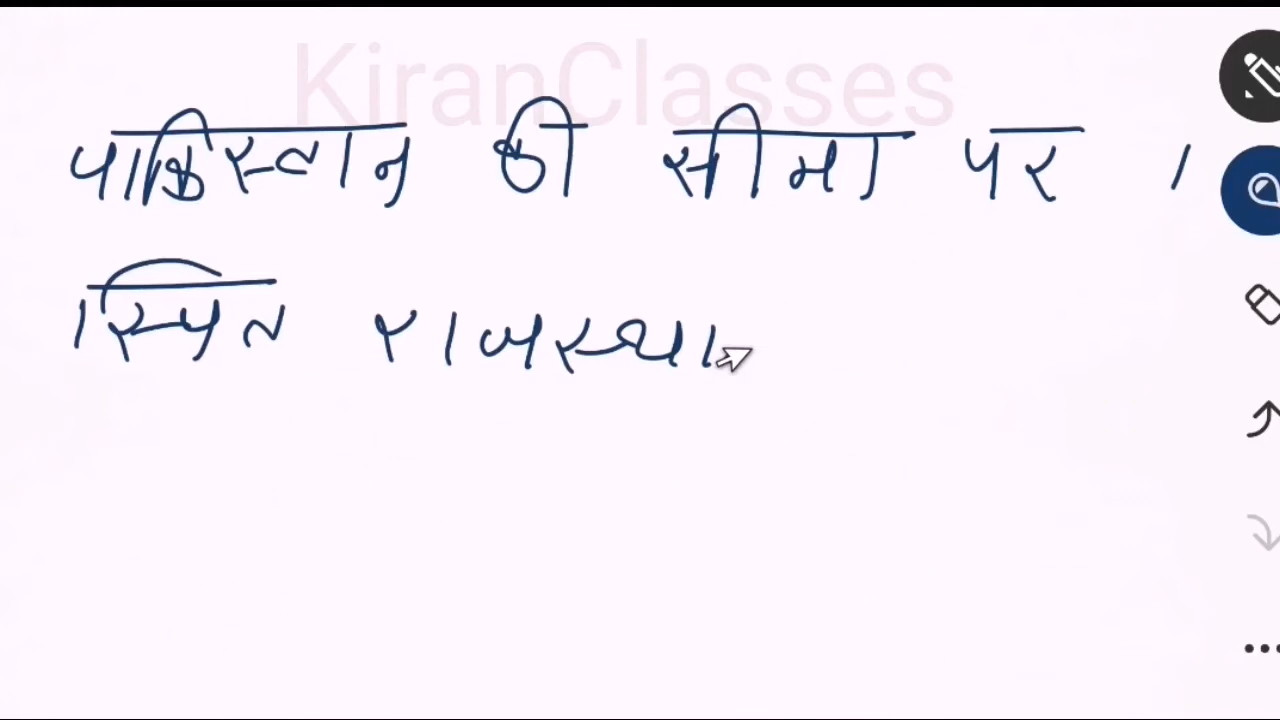 KiranClasses
पाकिस्तान की सीमा पर ।
स्थित राजस्था